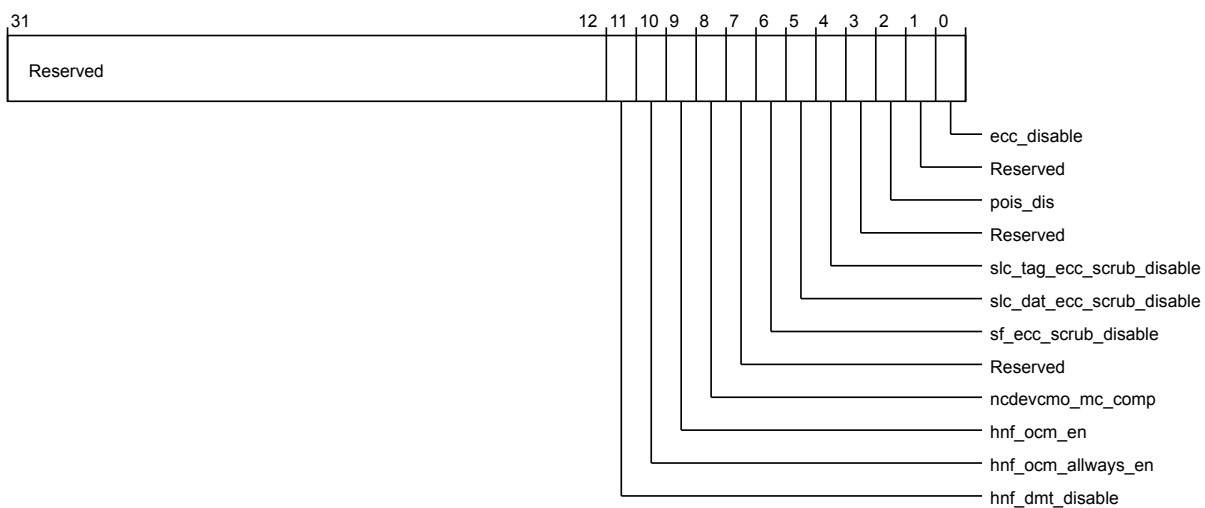 31 12 11 10 9 8 7 6 5 4 3 2 1 0
Reserved
ecc_disable
Reserved
pois_dis
Reserved
slc_tag_ecc_scrub_disable
slc_dat_ecc_scrub_disable
sf_ecc_scrub_disable
Reserved
ncdevcmo_mc_comp
hnf_ocm_en
hnf_ocm_allways_en
hnf_dmt_disable